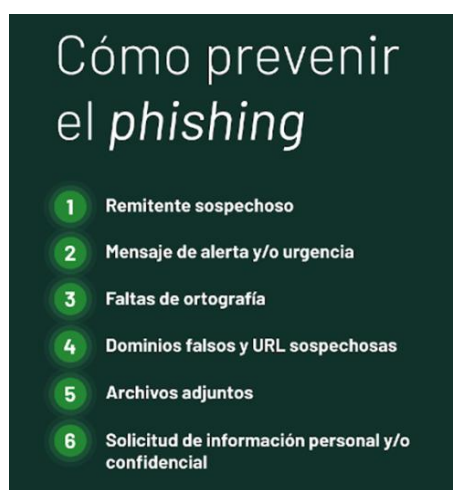 Cómo prevenir
el phishing
1 Remitente sospechoso
2 Mensaje de alerta y/o urgencia
3 Faltas de ortografía
4 Dominios falsos y URL sospechosas
5 Archivos adjuntos
6 Solicitud de información personal y/o
confidencial